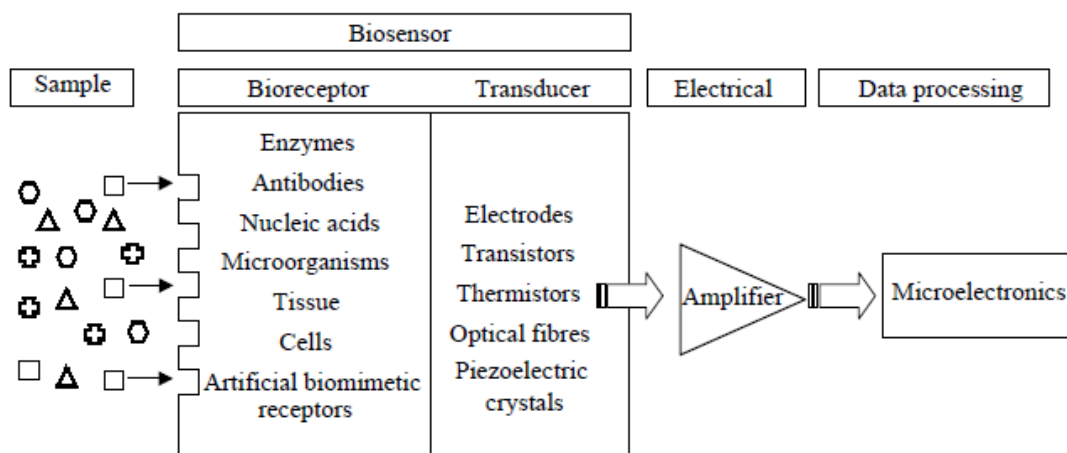 Biosensor
Sample
Bioreceptor
Transducer
Electrical
Data processing
Enzymes
Antibodies
Nucleic acids
Microorganisms
Tissue
Cells
Artificial biomimetic
receptors
Electrodes
Transistors
Thermistors
Optical fibres
Piezoelectric
crystals
Amplifier
Microelectronics